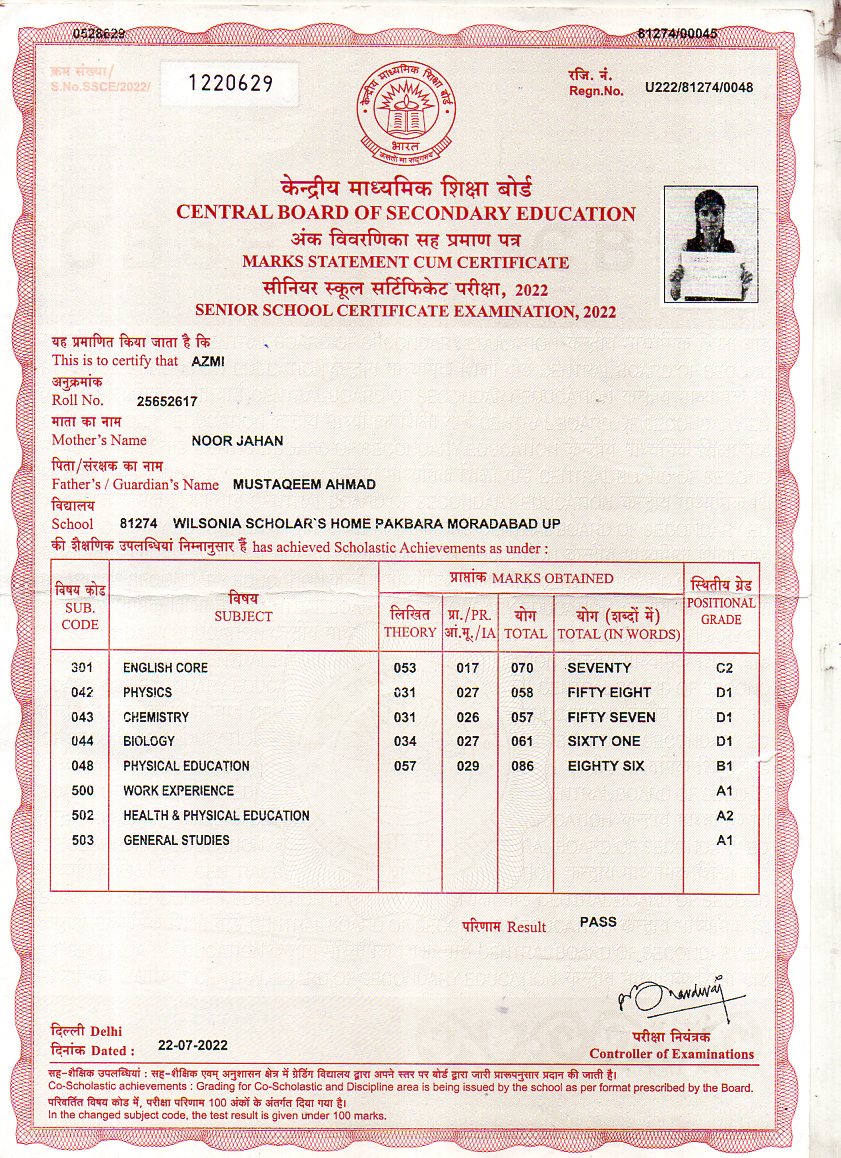 0528629 81274/00045
क्रम संख्या/ रजि. नं.
S.No.SSCE/2022/ 1220629 Regn.No. U222/81274/0048
केन्द्रीय माध्यमिक शिक्षा बोर्ड
भारत
असतो मा सद्गमय
केन्द्रीय माध्यमिक शिक्षा बोर्ड
CENTRAL BOARD OF SECONDARY EDUCATION
अंक विवरणिका सह प्रमाण पत्र
MARKS STATEMENT CUM CERTIFICATE
सीनियर स्कूल सर्टिफिकेट परीक्षा, 2022
SENIOR SCHOOL CERTIFICATE EXAMINATION, 2022
यह प्रमाणित किया जाता है कि
This is to certify that AZMI
अनुक्रमांक
Roll No. 25652617
माता का नाम
Mother's Name NOOR JAHAN
पिता/संरक्षक का नाम
Father's / Guardian's Name MUSTAQEEM AHMAD
विद्यालय
School 81274 WILSONIA SCHOLAR`S HOME PAKBARA MORADABAD UP
की शैक्षणिक उपलब्धियां निम्नानुसार हैं has achieved Scholastic Achievements as under :
विषय कोड विषय प्राप्तांक MARKS OBTAINED स्थितीय ग्रेड
SUB. CODE SUBJECT लिखित प्रा./PR. योग योग (शब्दों में) POSITIONAL GRADE
THEORY आं.मू./IA TOTAL TOTAL (IN WORDS)
301 ENGLISH CORE 053 017 070 SEVENTY C2
042 PHYSICS 031 027 058 FIFTY EIGHT D1
043 CHEMISTRY 031 026 057 FIFTY SEVEN D1
044 BIOLOGY 034 027 061 SIXTY ONE D1
048 PHYSICAL EDUCATION 057 029 086 EIGHTY SIX B1
500 WORK EXPERIENCE A1
502 HEALTH & PHYSICAL EDUCATION A2
503 GENERAL STUDIES A1
परिणाम Result PASS
दिल्ली Delhi
दिनांक Dated : 22-07-2022
परीक्षा नियंत्रक
Controller of Examinations
सह-शैक्षिक उपलब्धियां : सह-शैक्षिक एवम् अनुशासन क्षेत्र में ग्रेडिंग विद्यालय द्वारा अपने स्तर पर बोर्ड द्वारा जारी प्रारूपनुसार प्रदान की जाती है।
Co-Scholastic achievements : Grading for Co-Scholastic and Discipline area is being issued by the school as per format prescribed by the Board.
परिवर्तित विषय कोड में, परीक्षा परिणाम 100 अंकों के अंतर्गत दिया गया है।
In the changed subject code, the test result is given under 100 marks.